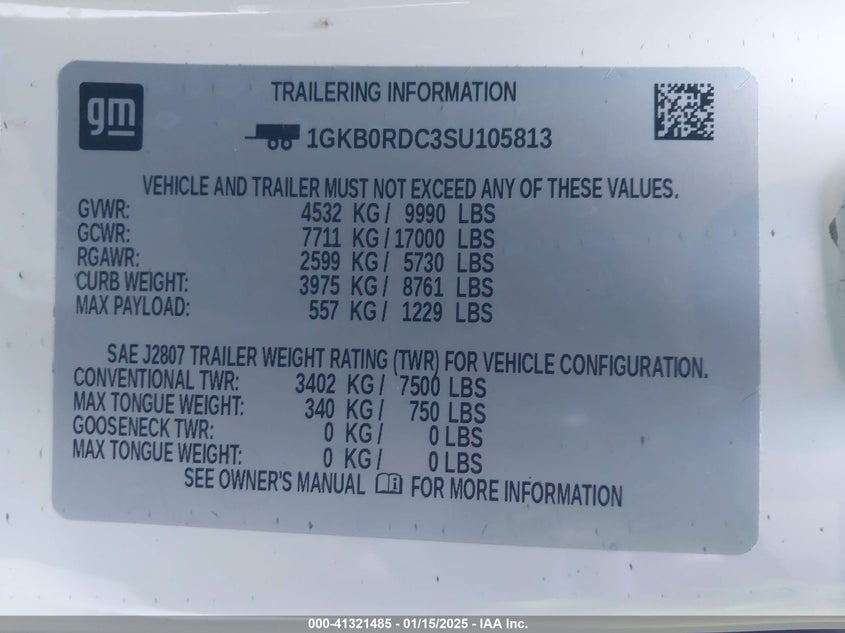 gm
TRAILERING INFORMATION
1GKB0RDC3SU105813
VEHICLE AND TRAILER MUST NOT EXCEED ANY OF THESE VALUES.
GVWR: 4532 KG / 9990 LBS
GCWR: 7711 KG / 17000 LBS
RGAWR: 2599 KG / 5730 LBS
CURB WEIGHT: 3975 KG / 8761 LBS
MAX PAYLOAD: 557 KG / 1229 LBS
SAE J2807 TRAILER WEIGHT RATING (TWR) FOR VEHICLE CONFIGURATION.
CONVENTIONAL TWR: 3402 KG / 7500 LBS
MAX TONGUE WEIGHT: 340 KG / 750 LBS
GOOSENECK TWR: 0 KG / 0 LBS
MAX TONGUE WEIGHT: 0 KG / 0 LBS
SEE OWNER'S MANUAL FOR MORE INFORMATION
000-41321485 - 01/15/2025 - IAA Inc.